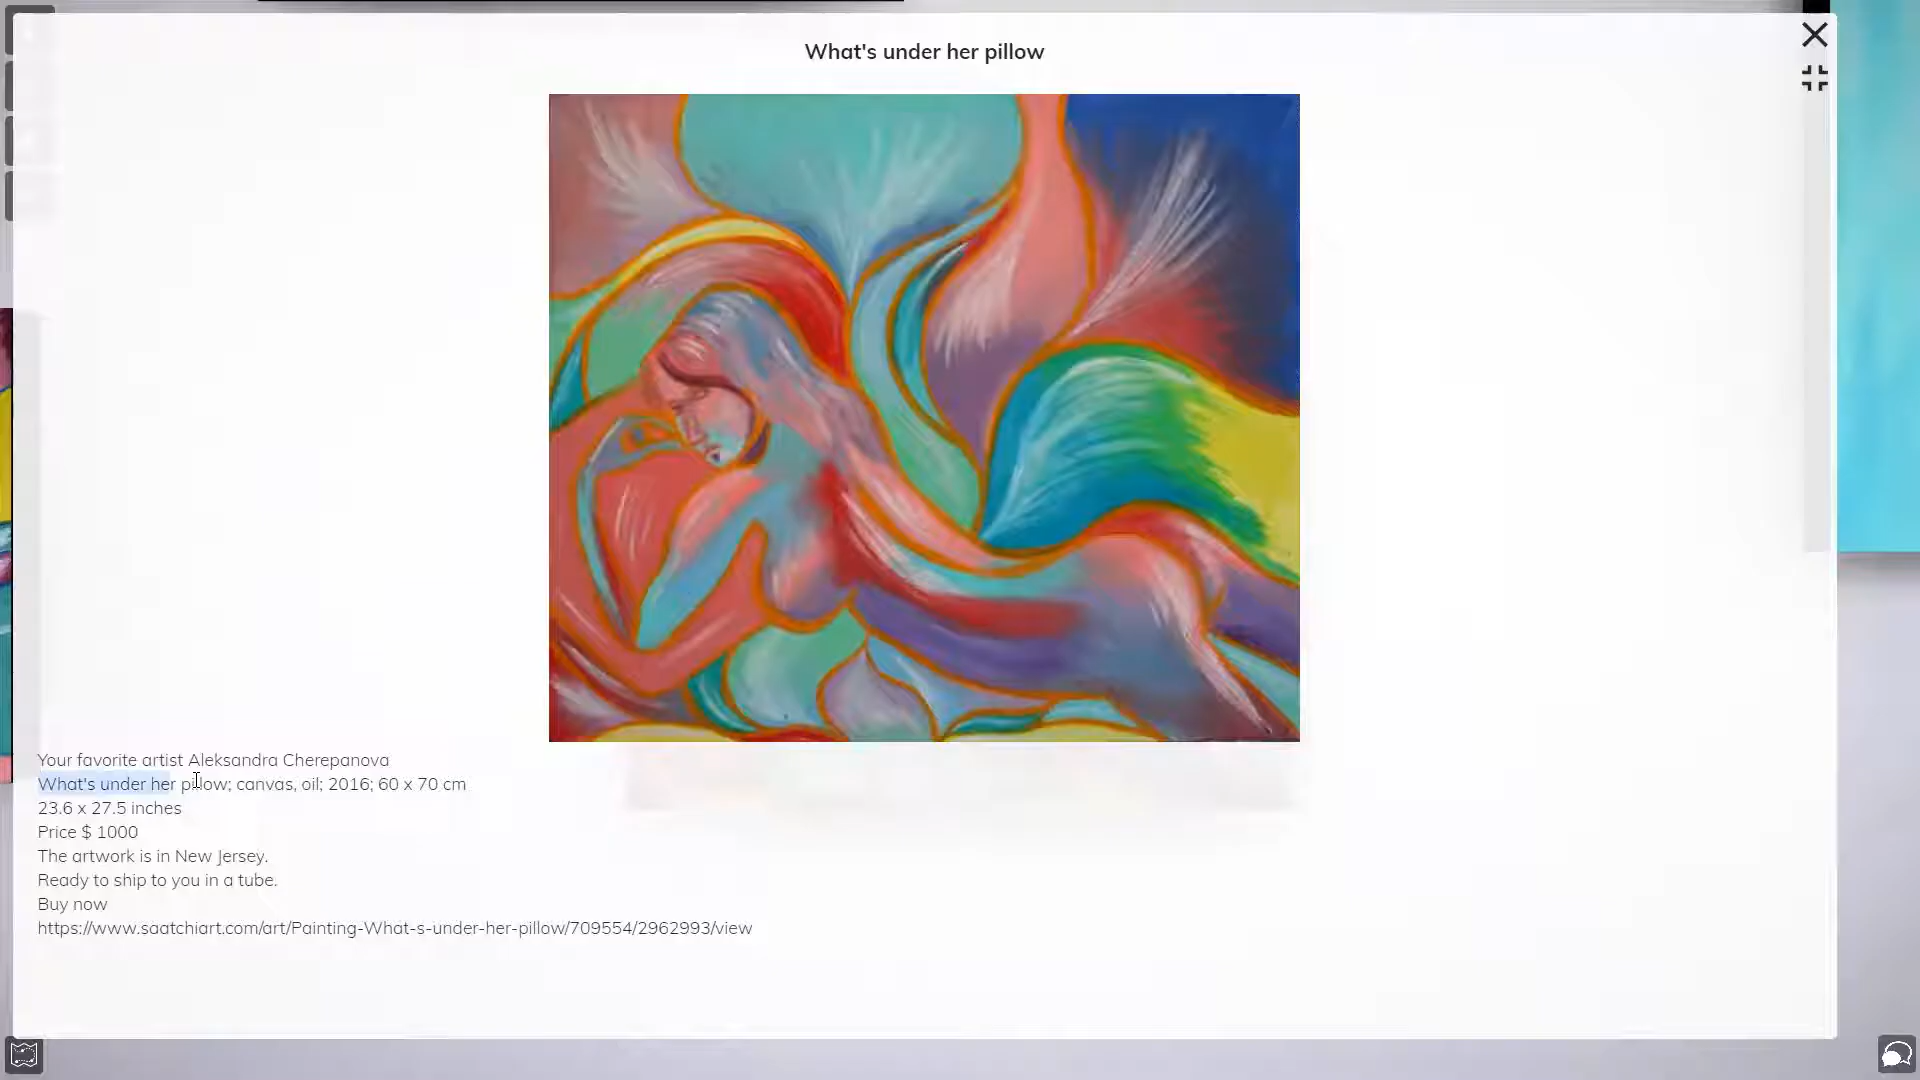 What's under her pillow
Your favorite artist Aleksandra Cherepanova
What's under her pillow; canvas, oil; 2016; 60 x 70 cm
23.6 x 27.5 inches
Price $ 1000
The artwork is in New Jersey.
Ready to ship to you in a tube.
Buy now
https://www.saatchiart.com/art/Painting-What-s-under-her-pillow/709554/2962993/view